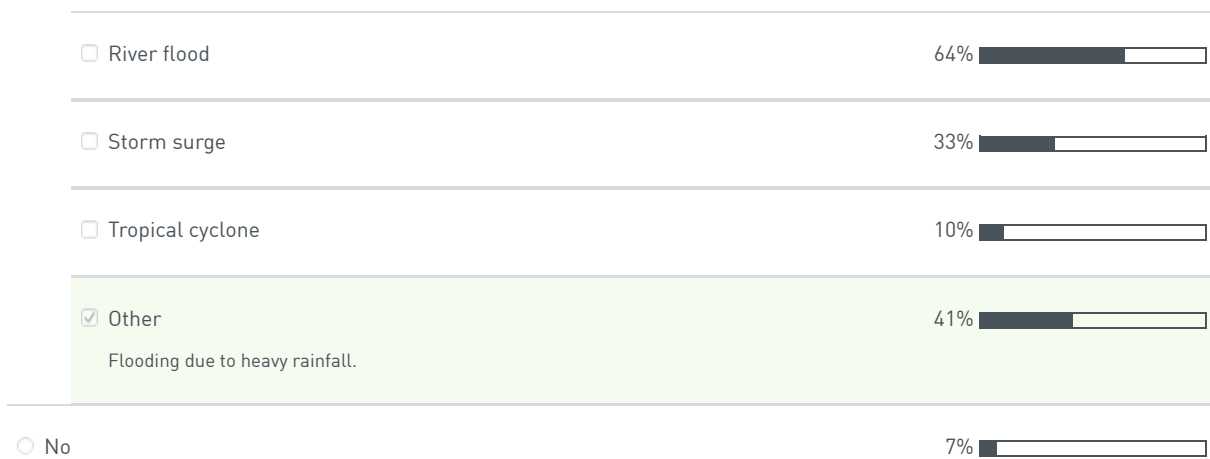 River flood 64%
Storm surge 33%
Tropical cyclone 10%
Other 41%
Flooding due to heavy rainfall.
No 7%